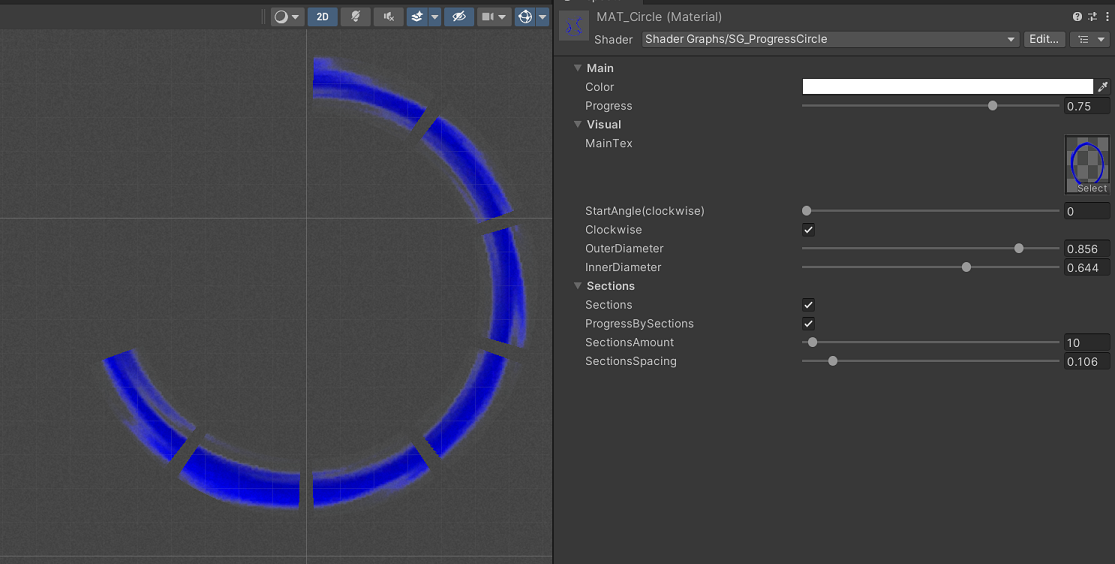 2D
MAT_Circle (Material)
Shader
Shader Graphs/SG_ProgressCircle
Edit...
Main
Color
Progress
0.75
Visual
MainTex
Select
StartAngle(clockwise)
0
Clockwise
OuterDiameter
0.856
InnerDiameter
0.644
Sections
Sections
ProgressBySections
SectionsAmount
10
SectionsSpacing
0.106